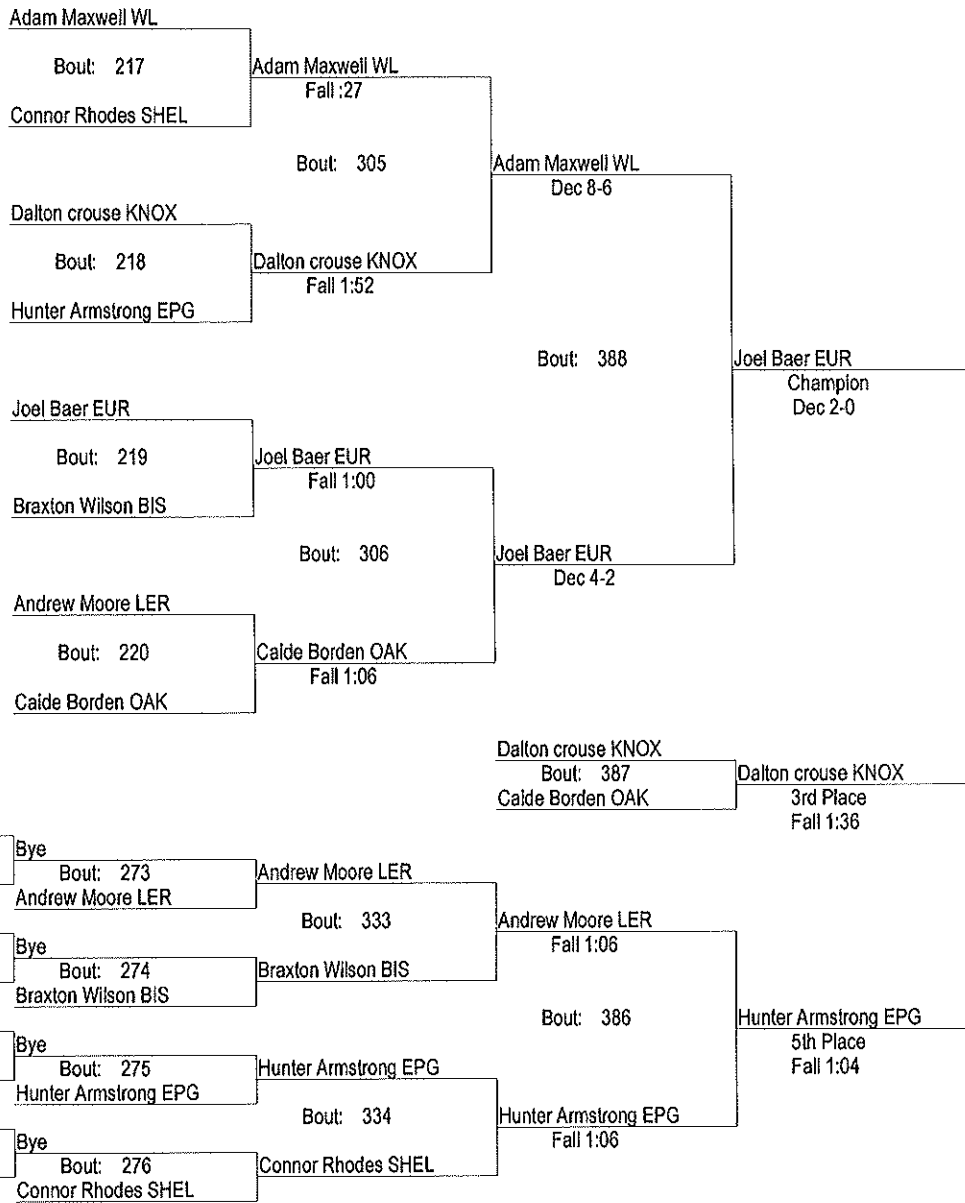 Adam Maxwell WL
Bout: 217
Adam Maxwell WL
Fall :27
Connor Rhodes SHEL
Bout: 305
Adam Maxwell WL
Dec 8-6
Dalton crouse KNOX
Bout: 218
Dalton crouse KNOX
Fall 1:52
Hunter Armstrong EPG
Bout: 388
Joel Baer EUR
Champion
Dec 2-0
Joel Baer EUR
Bout: 219
Joel Baer EUR
Fall 1:00
Braxton Wilson BIS
Bout: 306
Joel Baer EUR
Dec 4-2
Andrew Moore LER
Bout: 220
Caide Borden OAK
Fall 1:06
Caide Borden OAK
Dalton crouse KNOX
Bout: 387
Dalton crouse KNOX
Caide Borden OAK
3rd Place
Fall 1:36
Bye
Bout: 273
Andrew Moore LER
Andrew Moore LER
Bout: 333
Andrew Moore LER
Fall 1:06
Bye
Bout: 274
Braxton Wilson BIS
Braxton Wilson BIS
Bout: 386
Hunter Armstrong EPG
5th Place
Fall 1:04
Bye
Bout: 275
Hunter Armstrong EPG
Hunter Armstrong EPG
Bout: 334
Hunter Armstrong EPG
Fall 1:06
Bye
Bout: 276
Connor Rhodes SHEL
Connor Rhodes SHEL